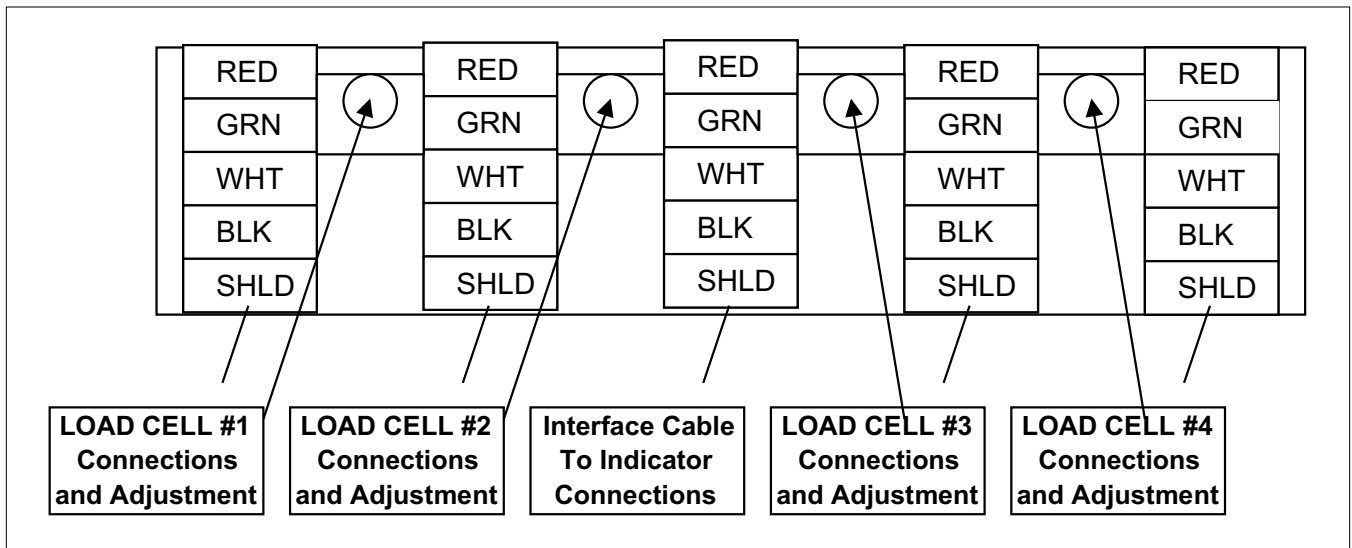 RED
GRN
WHT
BLK
SHLD
RED
GRN
WHT
BLK
SHLD
RED
GRN
WHT
BLK
SHLD
RED
GRN
WHT
BLK
SHLD
RED
GRN
WHT
BLK
SHLD
LOAD CELL #1
Connections
and Adjustment
LOAD CELL #2
Connections
and Adjustment
Interface Cable
To Indicator
Connections
LOAD CELL #3
Connections
and Adjustment
LOAD CELL #4
Connections
and Adjustment